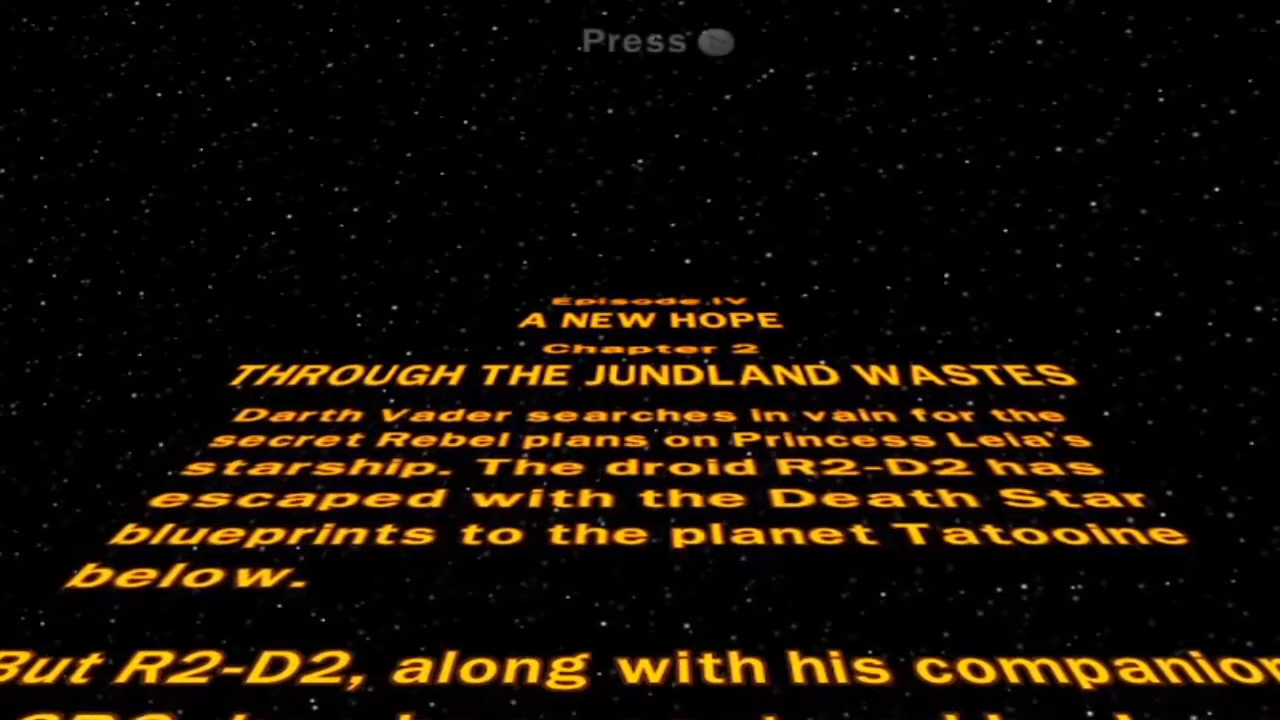 Press
Episode IV
A NEW HOPE
Chapter 2
THROUGH THE JUNDLAND WASTES
Darth Vader searches in vain for the
secret Rebel plans on Princess Leia's
starship. The droid R2-D2 has
escaped with the Death Star
blueprints to the planet Tatooine
below.
But R2-D2, along with his companion